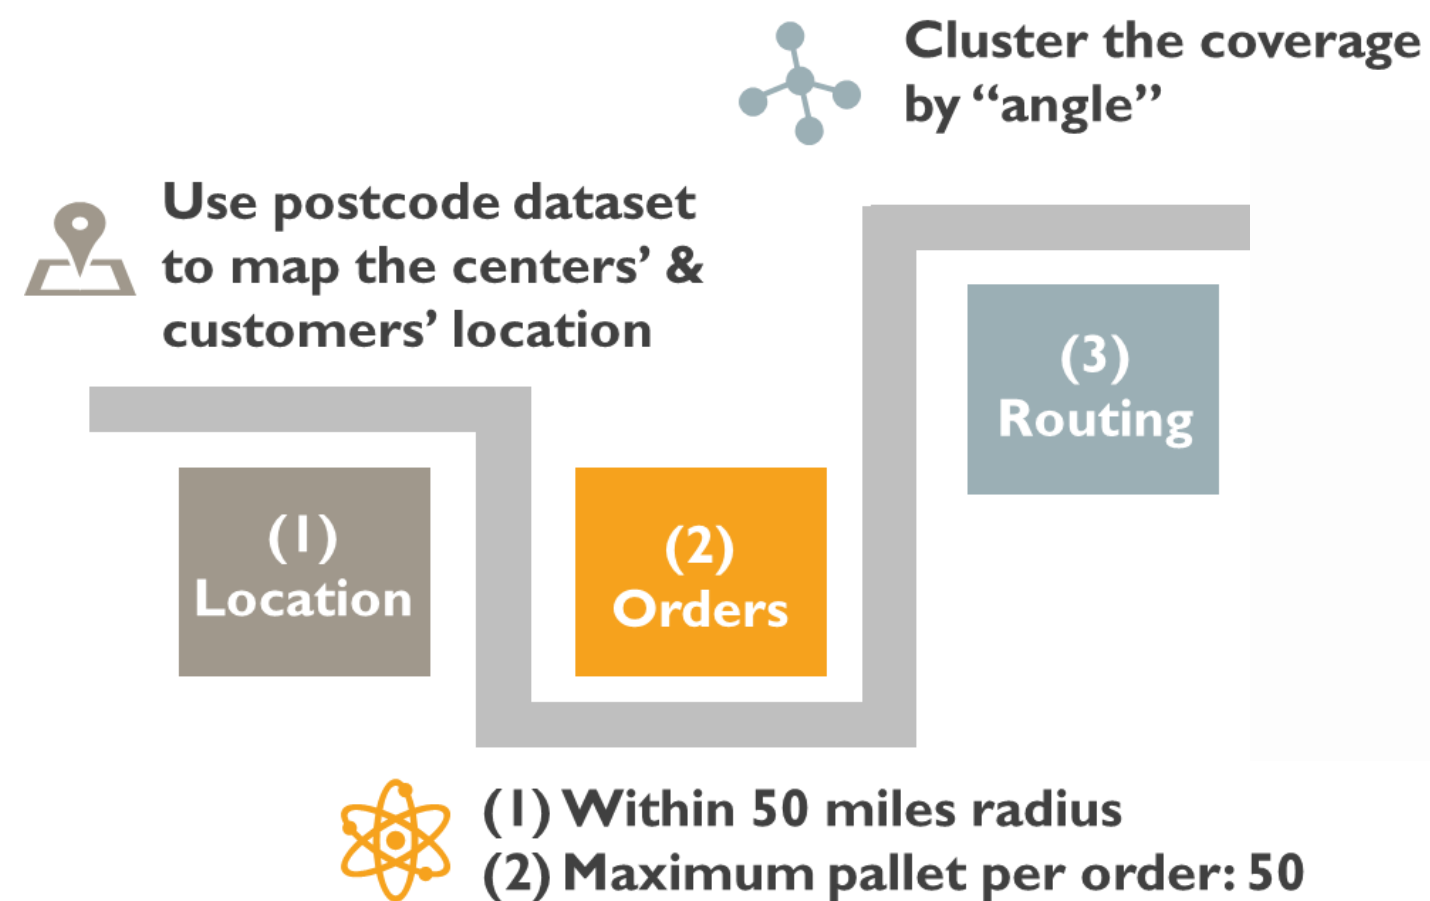 Cluster the coverage
by “angle”
Use postcode dataset
to map the centers’ &
customers’ location
(3)
Routing
(1)
Location
(2)
Orders
(1) Within 50 miles radius
(2) Maximum pallet per order: 50